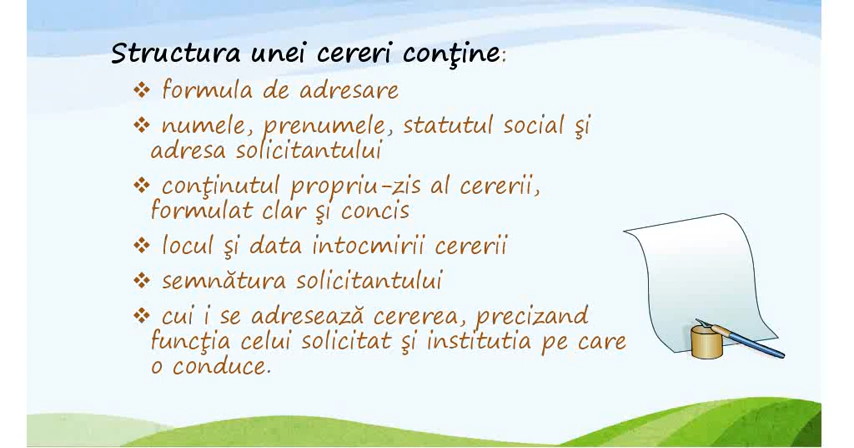 Structura unei cereri conţine:
❖ formula de adresare
❖ numele, prenumele, statutul social şi
adresa solicitantului
❖ conţinutul propriu-zis al cererii,
formulat clar şi concis
❖ locul şi data intocmirii cererii
❖ semnătura solicitantului
❖ cui i se adresează cererea, precizand
funcţia celui solicitat şi institutia pe care
o conduce.